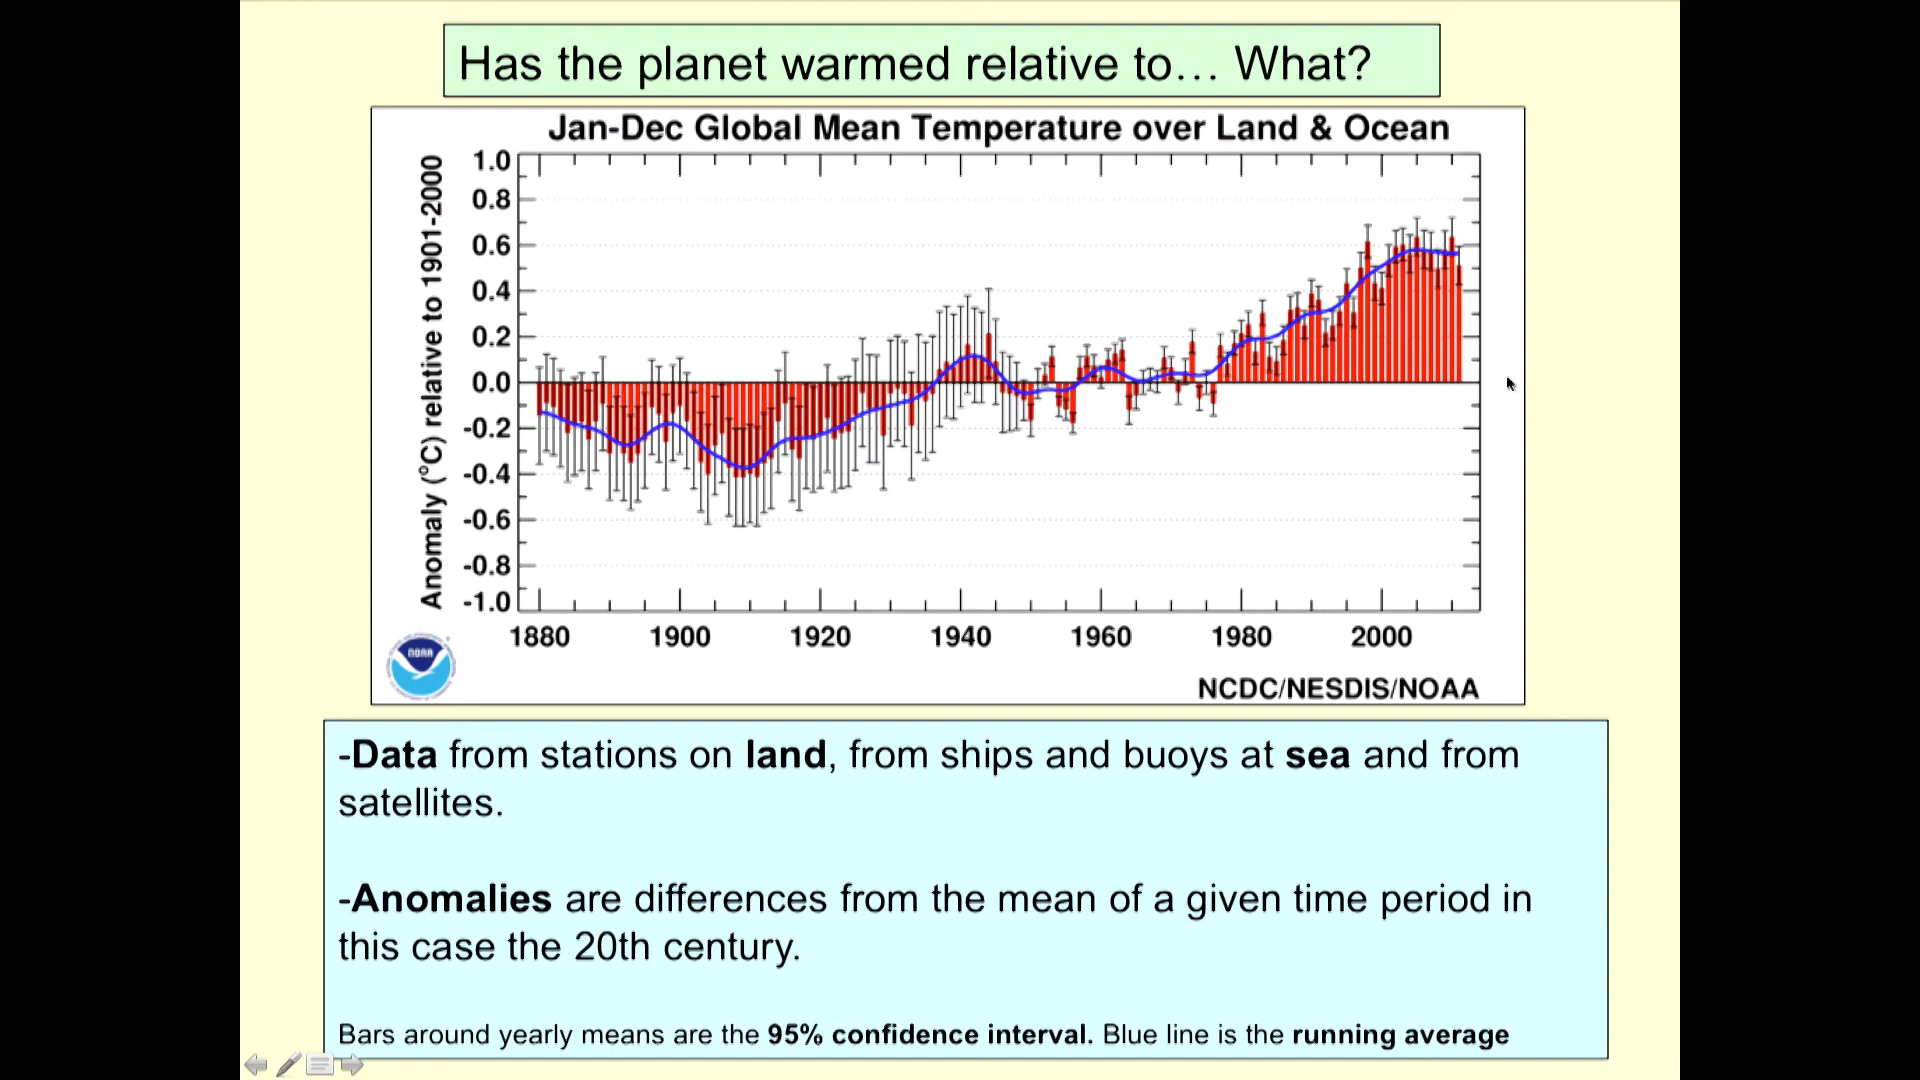 Has the planet warmed relative to… What?
Jan-Dec Global Mean Temperature over Land & Ocean
Anomaly (°C) relative to 1901-2000
1.0
0.8
0.6
0.4
0.2
0.0
-0.2
-0.4
-0.6
-0.8
-1.0
1880 1900 1920 1940 1960 1980 2000
NOAA
NCDC/NESDIS/NOAA
-Data from stations on land, from ships and buoys at sea and from
satellites.
-Anomalies are differences from the mean of a given time period in
this case the 20th century.
Bars around yearly means are the 95% confidence interval. Blue line is the running average